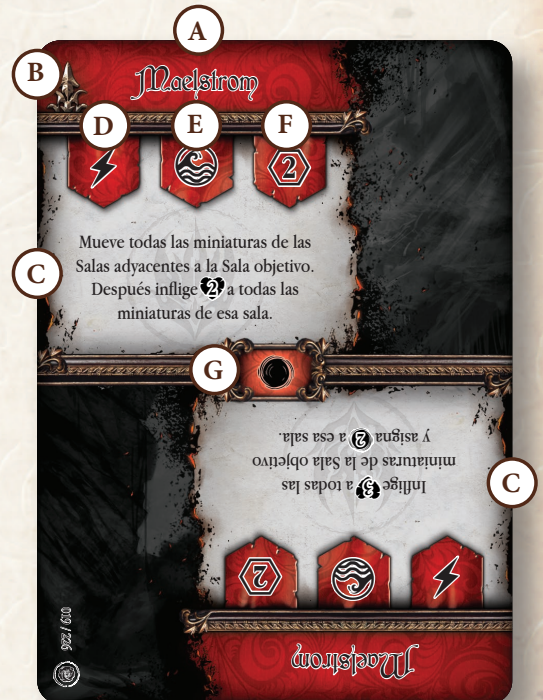 A
B
Maelstrom
D
E
F
2
Mueve todas las miniaturas de las
Salas adyacentes a la Sala objetivo.
Después inflige 2 a todas las
miniaturas de esa sala.
C
G
Inflige 3 a todas las
miniaturas de la Sala objetivo
y asigna 2 a esa sala.
C
2
Maelstrom
019 / 226